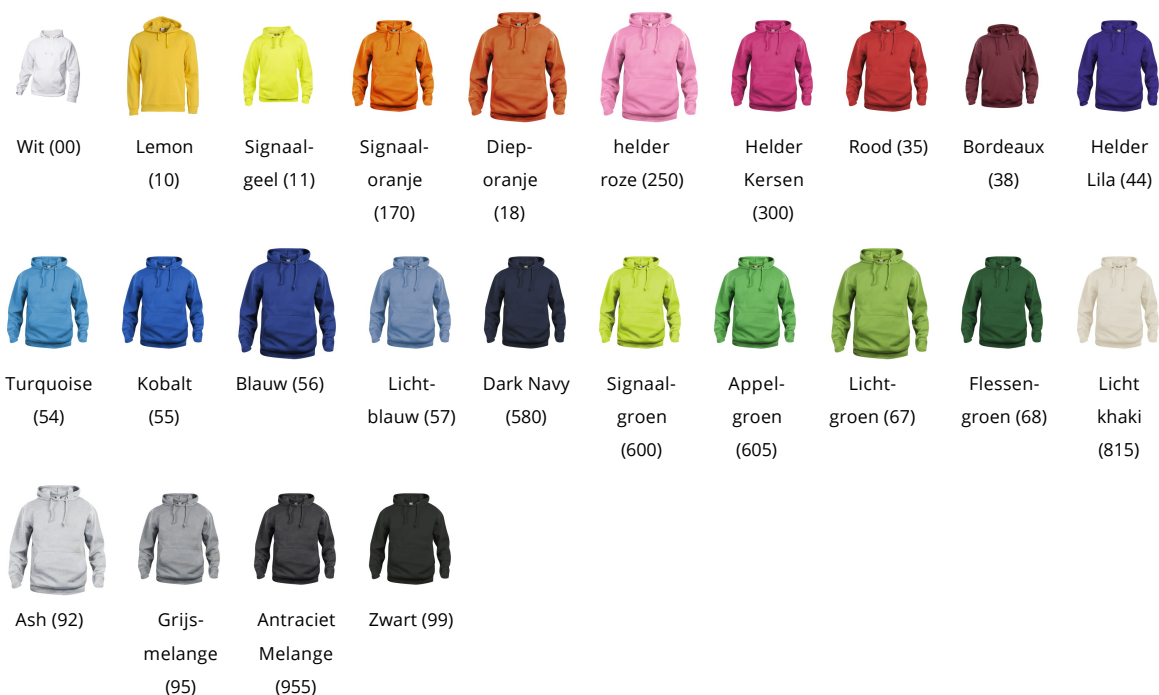 Wit (00) Lemon Signaal- Signaal- Diep- helder Helder Rood (35) Bordeaux Helder
(10) geel (11) oranje oranje roze (250) Kersen (38) Lila (44)
(170) (18) (300)
Turquoise Kobalt Blauw (56) Licht- Dark Navy Signaal- Appel- Licht- Flessen- Licht
(54) (55) blauw (57) (580) groen groen groen (67) groen (68) khaki
(600) (605) (815)
Ash (92) Grijs- Antraciet Zwart (99)
melange Melange
(95) (955)